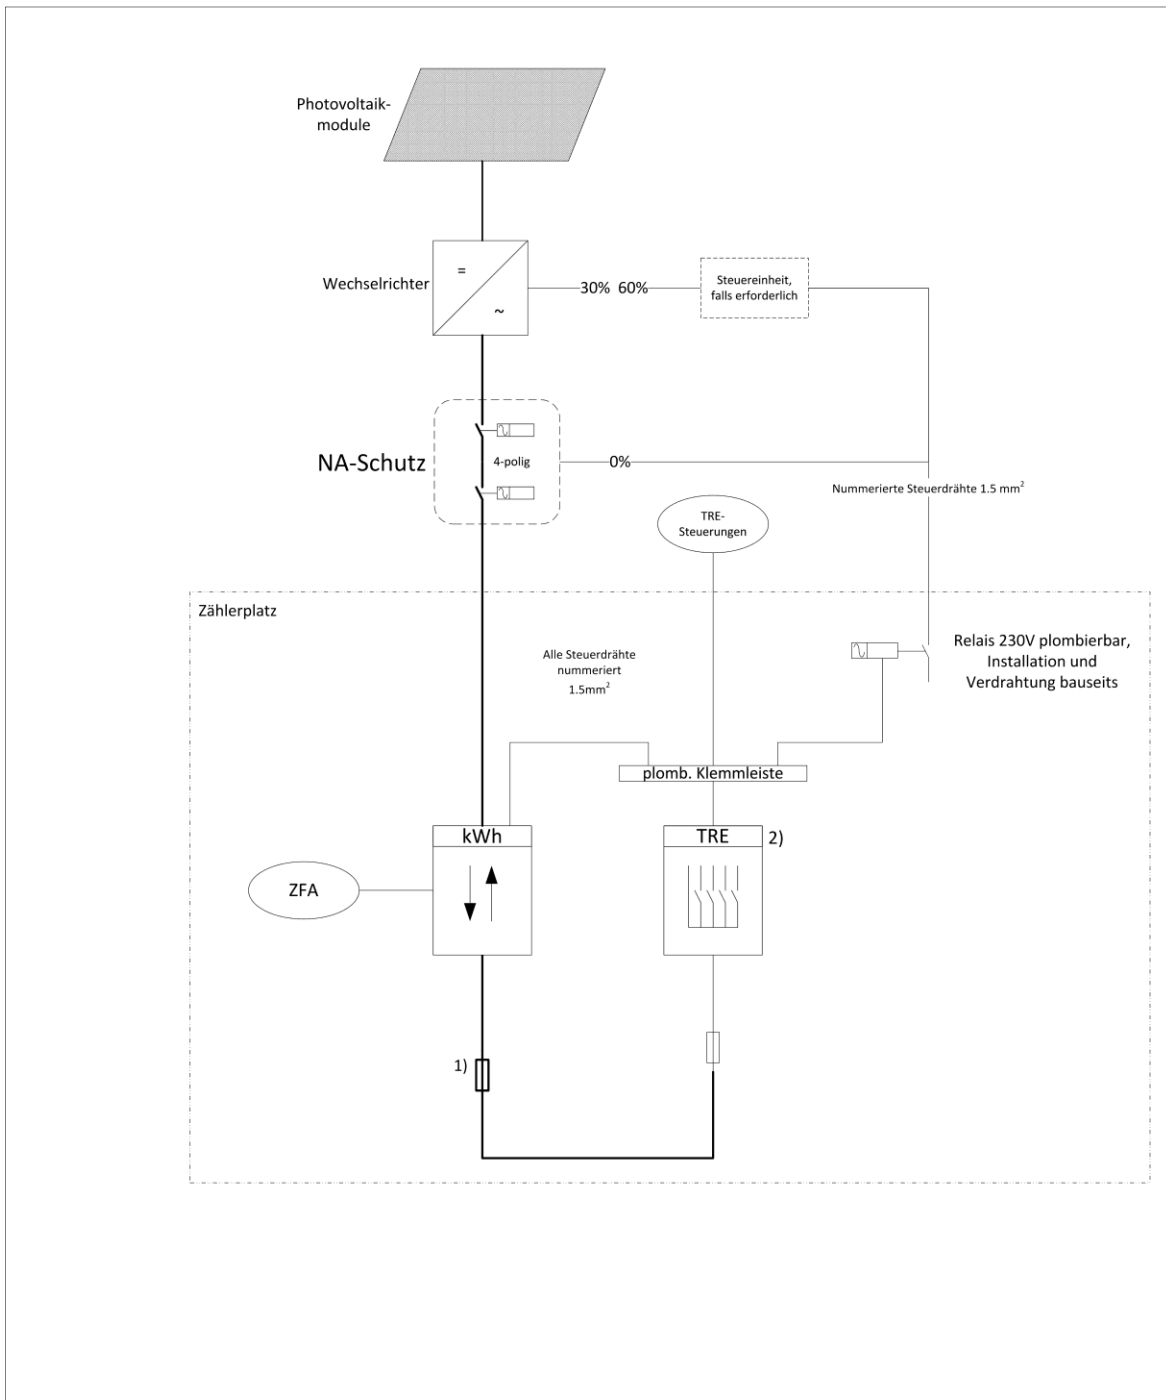 Photovoltaik-
module
Wechselrichter
=
~
30% 60%
Steuereinheit,
falls erforderlich
NA-Schutz
4-polig
0%
Nummerierte Steuerdrähte 1.5 mm²
TRE-
Steuerungen
Zählerplatz
Alle Steuerdrähte
nummeriert
1.5mm²
Relais 230V plombierbar,
Installation und
Verdrahtung bauseits
plomb. Klemmleiste
kWh
TRE
2)
ZFA
1)